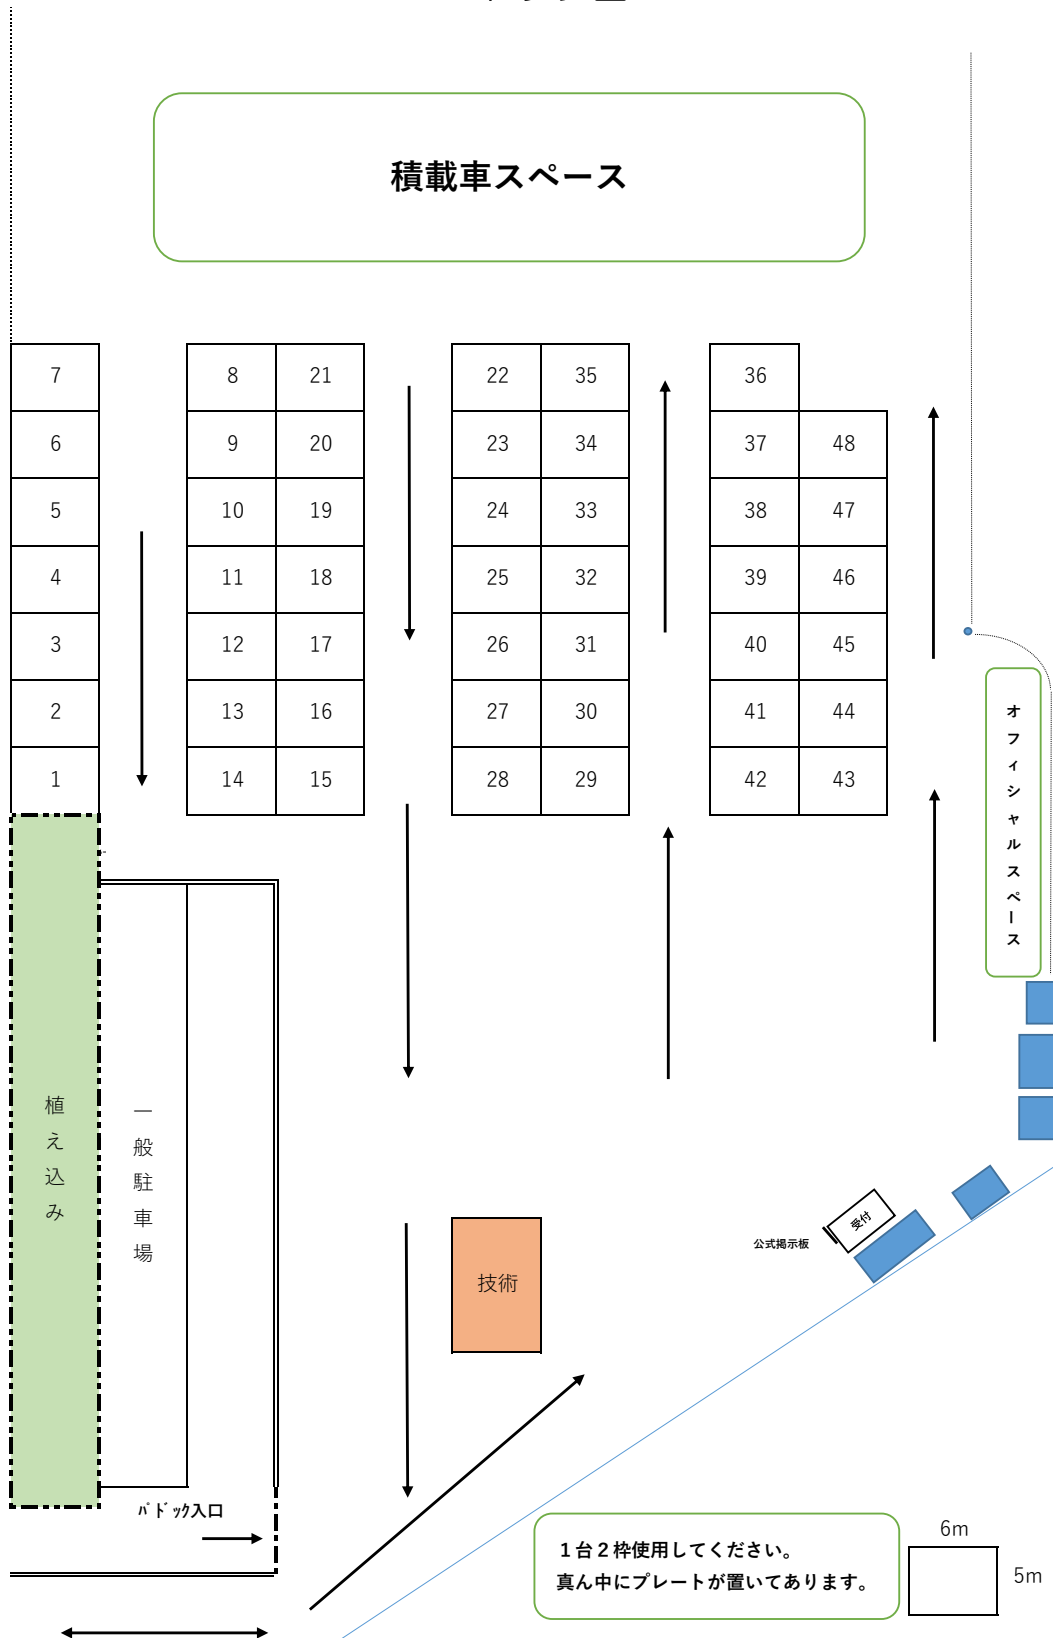 積載車スペース
7 8 21 22 35 36
6 9 20 23 34 37 48
5 10 19 24 33 38 47
4 11 18 25 32 39 46
3 12 17 26 31 40 45
2 13 16 27 30 41 44
1 14 15 28 29 42 43
オフィシャルスペース
植え込み
一般駐車場
受付
公式掲示板
技術
パドック入口
1台2枠使用してください。
真ん中にプレートが置いてあります。
6m
5m